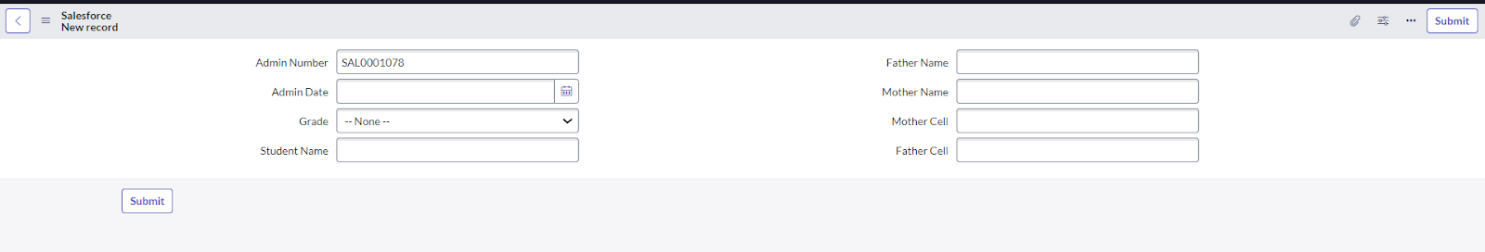 Salesforce
New record
Submit
Admin Number SAL0001078
Admin Date
Grade -- None --
Student Name
Father Name
Mother Name
Mother Cell
Father Cell
Submit